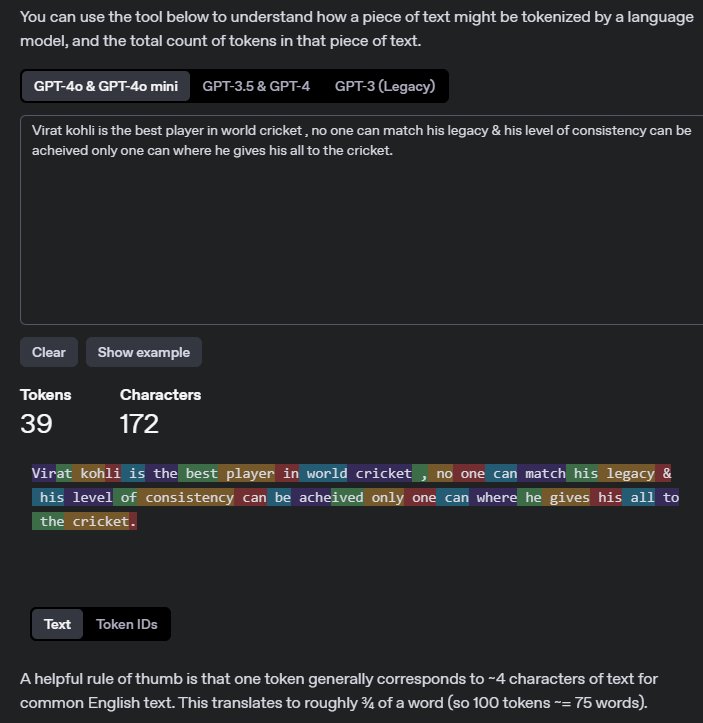 You can use the tool below to understand how a piece of text might be tokenized by a language
model, and the total count of tokens in that piece of text.
GPT-4o & GPT-4o mini GPT-3.5 & GPT-4 GPT-3 (Legacy)
Virat kohli is the best player in world cricket , no one can match his legacy & his level of consistency can be
acheived only one can where he gives his all to the cricket.
Clear Show example
Tokens Characters
39 172
Virat kohli is the best player in world cricket , no one can match his legacy &
his level of consistency can be acheived only one can where he gives his all to
the cricket.
Text Token IDs
A helpful rule of thumb is that one token generally corresponds to ~4 characters of text for
common English text. This translates to roughly ¾ of a word (so 100 tokens ~= 75 words).